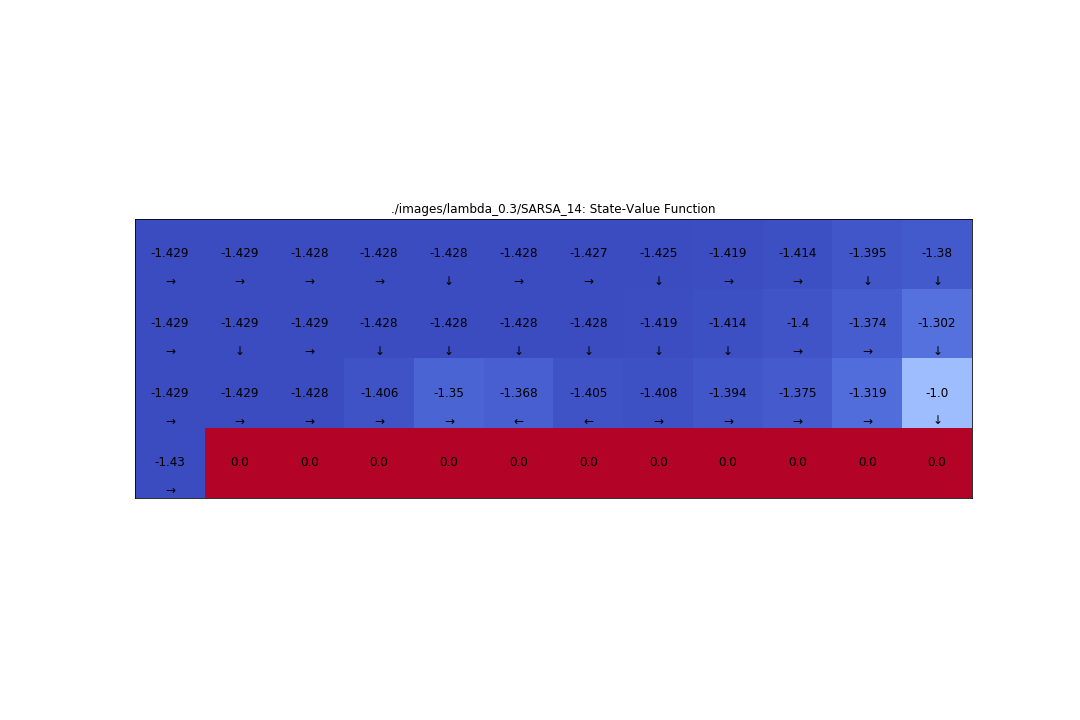 ./images/lambda_0.3/SARSA_14: State-Value Function
-1.429 -1.429 -1.428 -1.428 -1.428 -1.428 -1.427 -1.425 -1.419 -1.414 -1.395 -1.38
→ → → → ↓ → → ↓ → → ↓ ↓
-1.429 -1.429 -1.429 -1.428 -1.428 -1.428 -1.428 -1.419 -1.414 -1.4 -1.374 -1.302
→ ↓ → ↓ ↓ ↓ ↓ ↓ ↓ → → ↓
-1.429 -1.429 -1.428 -1.406 -1.35 -1.368 -1.405 -1.408 -1.394 -1.375 -1.319 -1.0
→ → → → → ← ← → → → → ↓
-1.43 0.0 0.0 0.0 0.0 0.0 0.0 0.0 0.0 0.0 0.0 0.0
→